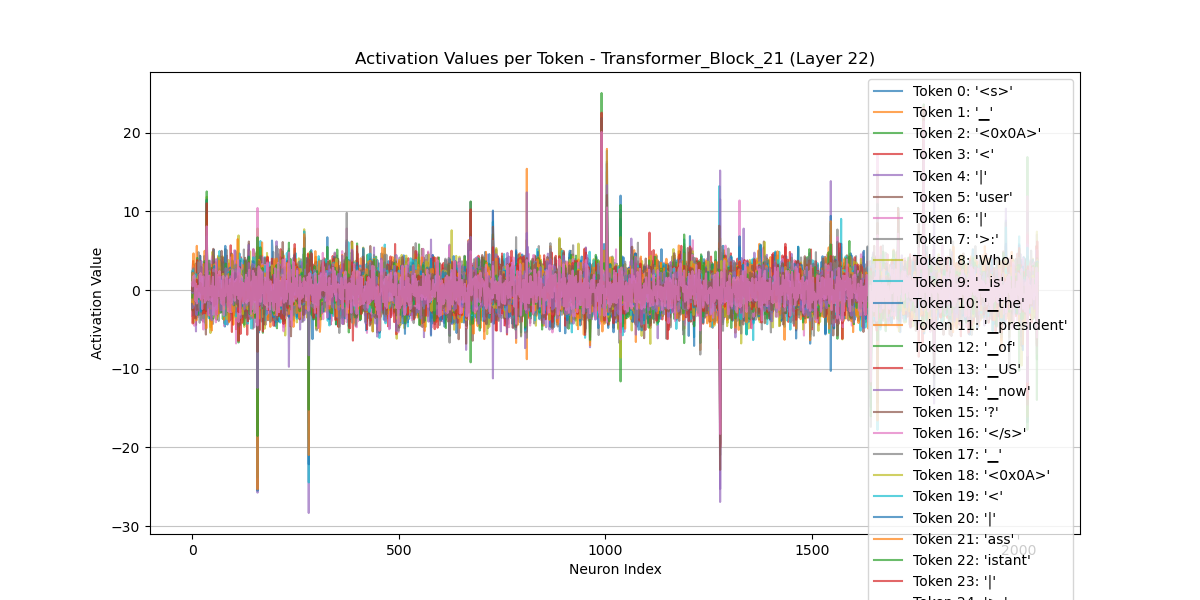 Activation Values per Token - Transformer_Block_21 (Layer 22)
Activation Value
20
10
0
−10
−20
−30
0
500
1000
1500
2000
Neuron Index
Token 0: '<s>'
Token 1: '▁'
Token 2: '<0x0A>'
Token 3: '<'
Token 4: '|'
Token 5: 'user'
Token 6: '|'
Token 7: '>:'
Token 8: 'Who'
Token 9: '▁is'
Token 10: '▁the'
Token 11: '▁president'
Token 12: '▁of'
Token 13: '▁US'
Token 14: '▁now'
Token 15: '?'
Token 16: '</s>'
Token 17: '▁'
Token 18: '<0x0A>'
Token 19: '<'
Token 20: '|'
Token 21: 'ass'
Token 22: 'istant'
Token 23: '|'